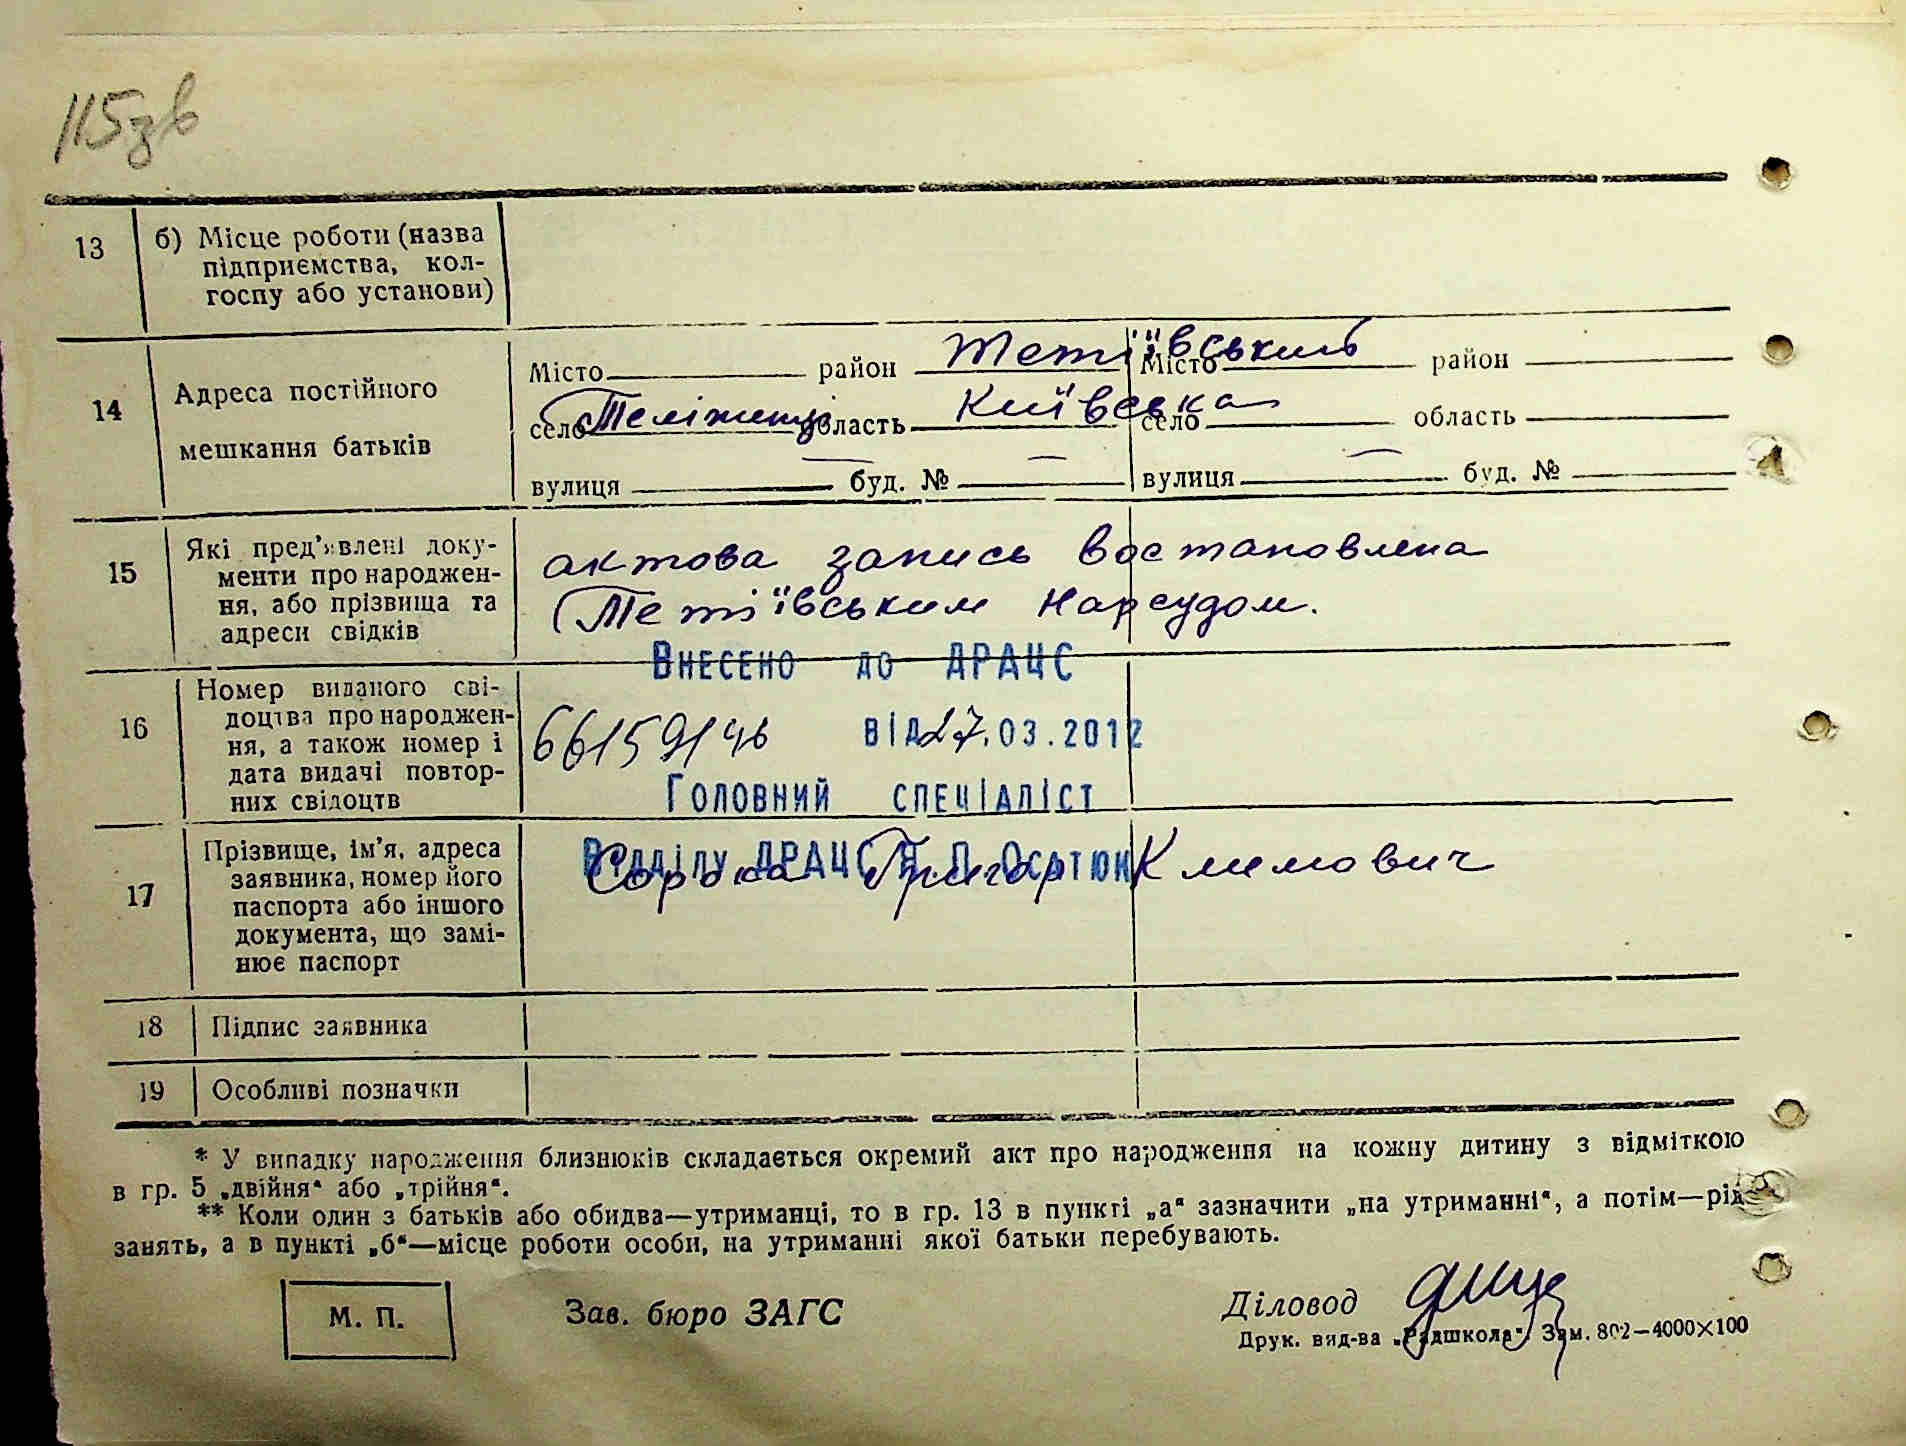 115зв
13 б) Місце роботи (назва
підприємства, кол-
госпу або установи)
14 Адреса постійного
мешкання батьків
Місто район Тетіївський Місто район
село Теліжинці область Київська село область
вулиця — буд. № — вулиця — буд. №
15 Які пред’явлені доку-
менти про народжен-
ня, або прізвища та
адреси свідків
актова запись востановлена
Тетіївським Нарсудом.
Внесено до ДРАЦС
16 Номер виданого сві-
доцтва про народжен-
ня, а також номер і
дата видачі повтор-
них свідоцтв
66159146 від 27.03.2012
Головний спеціаліст
Відділу ДРАЦС Осатюк
17 Прізвище, ім’я, адреса
заявника, номер його
паспорта або іншого
документа, що замі-
нює паспорт
Сорока Григор Климович
18 Підпис заявника
19 Особливі позначки
* У випадку народження близнюків складається окремий акт про народження на кожну дитину з відміткою
в гр. 5 „двійня“ або „трійня“.
** Коли один з батьків або обидва—утриманці, то в гр. 13 в пункті „а“ зазначити „на утриманні“, а потім—рід
занять, а в пункті „б“—місце роботи особи, на утриманні якої батьки перебувають.
М. П. Зав. бюро ЗАГС Діловод
Друк. вид-ва „Радшкола“. Зам. 802—4000×100